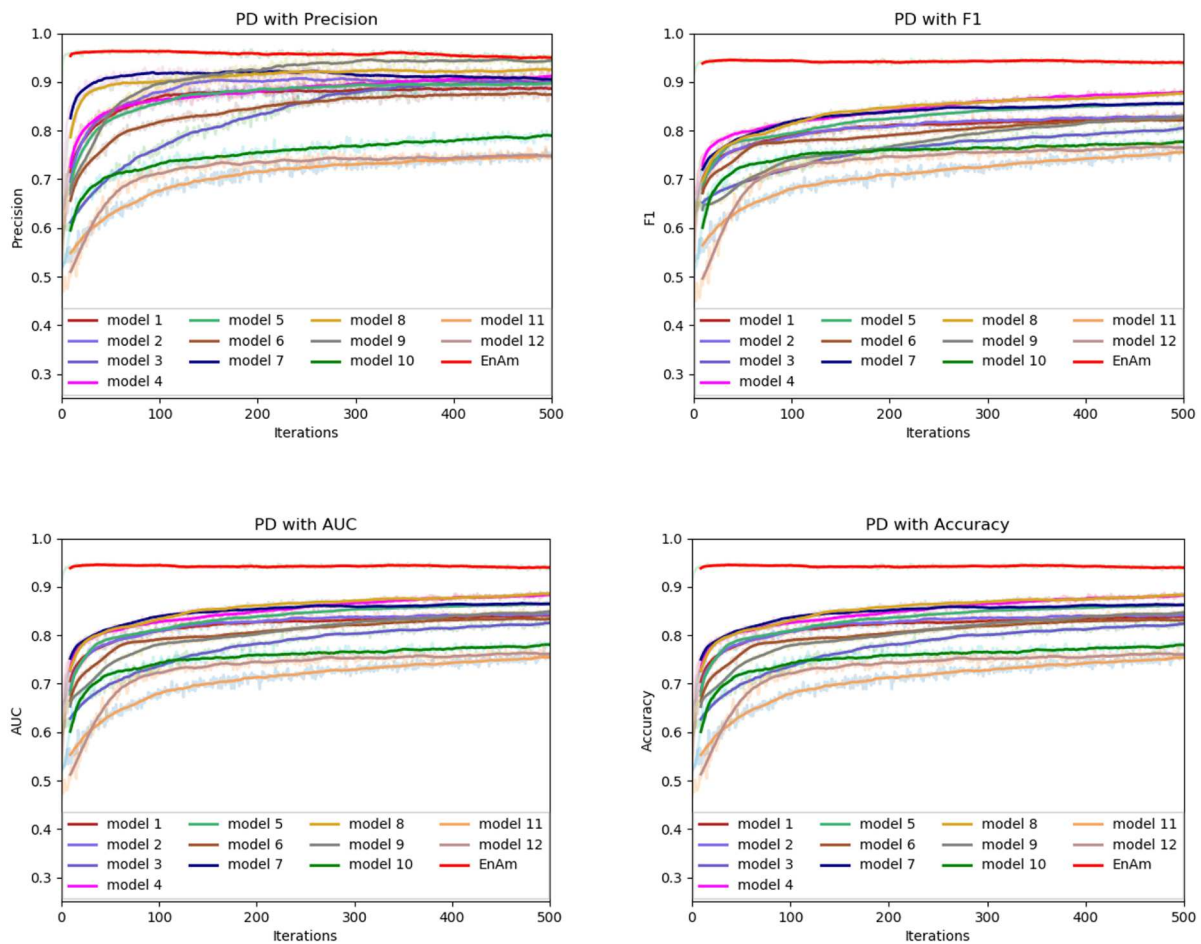 PD with Precision
1.0
0.9
0.8
0.7
0.6
0.5
0.4
0.3
Precision
model 1
model 2
model 3
model 4
model 5
model 6
model 7
model 8
model 9
model 10
model 11
model 12
EnAm
0 100 200 300 400 500
Iterations
PD with F1
1.0
0.9
0.8
0.7
0.6
0.5
0.4
0.3
F1
model 1
model 2
model 3
model 4
model 5
model 6
model 7
model 8
model 9
model 10
model 11
model 12
EnAm
0 100 200 300 400 500
Iterations
PD with AUC
1.0
0.9
0.8
0.7
0.6
0.5
0.4
0.3
AUC
model 1
model 2
model 3
model 4
model 5
model 6
model 7
model 8
model 9
model 10
model 11
model 12
EnAm
0 100 200 300 400 500
Iterations
PD with Accuracy
1.0
0.9
0.8
0.7
0.6
0.5
0.4
0.3
Accuracy
model 1
model 2
model 3
model 4
model 5
model 6
model 7
model 8
model 9
model 10
model 11
model 12
EnAm
0 100 200 300 400 500
Iterations